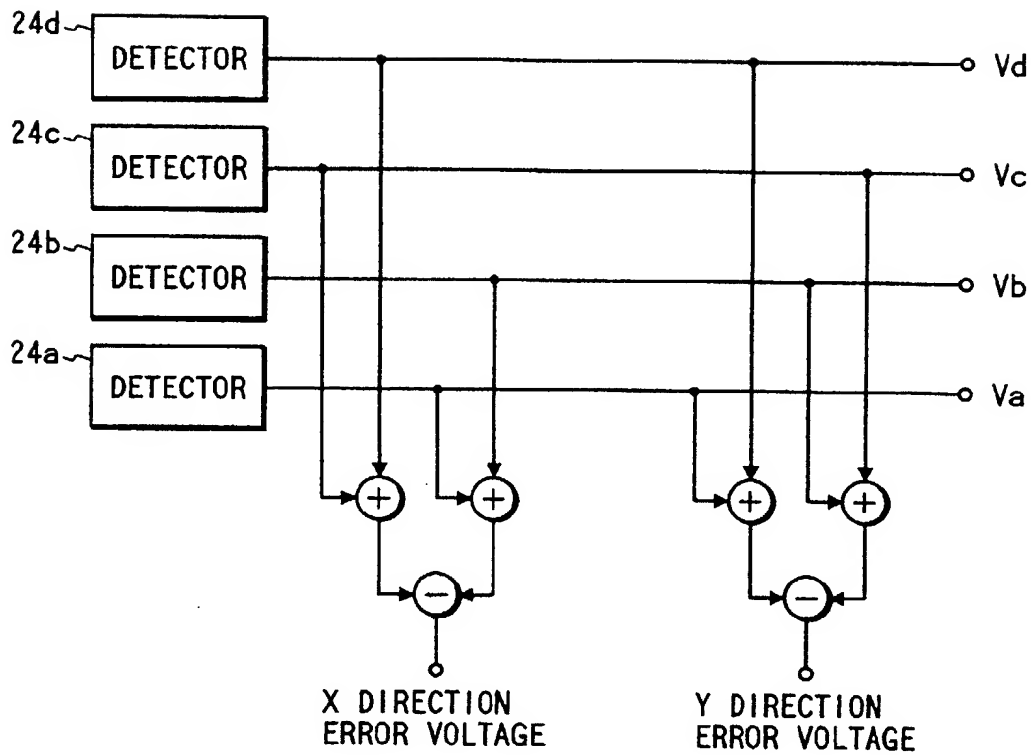 24d
DETECTOR
Vd
24c
DETECTOR
Vc
24b
DETECTOR
Vb
24a
DETECTOR
Va
+ + + +
− −
X DIRECTION
ERROR VOLTAGE
Y DIRECTION
ERROR VOLTAGE